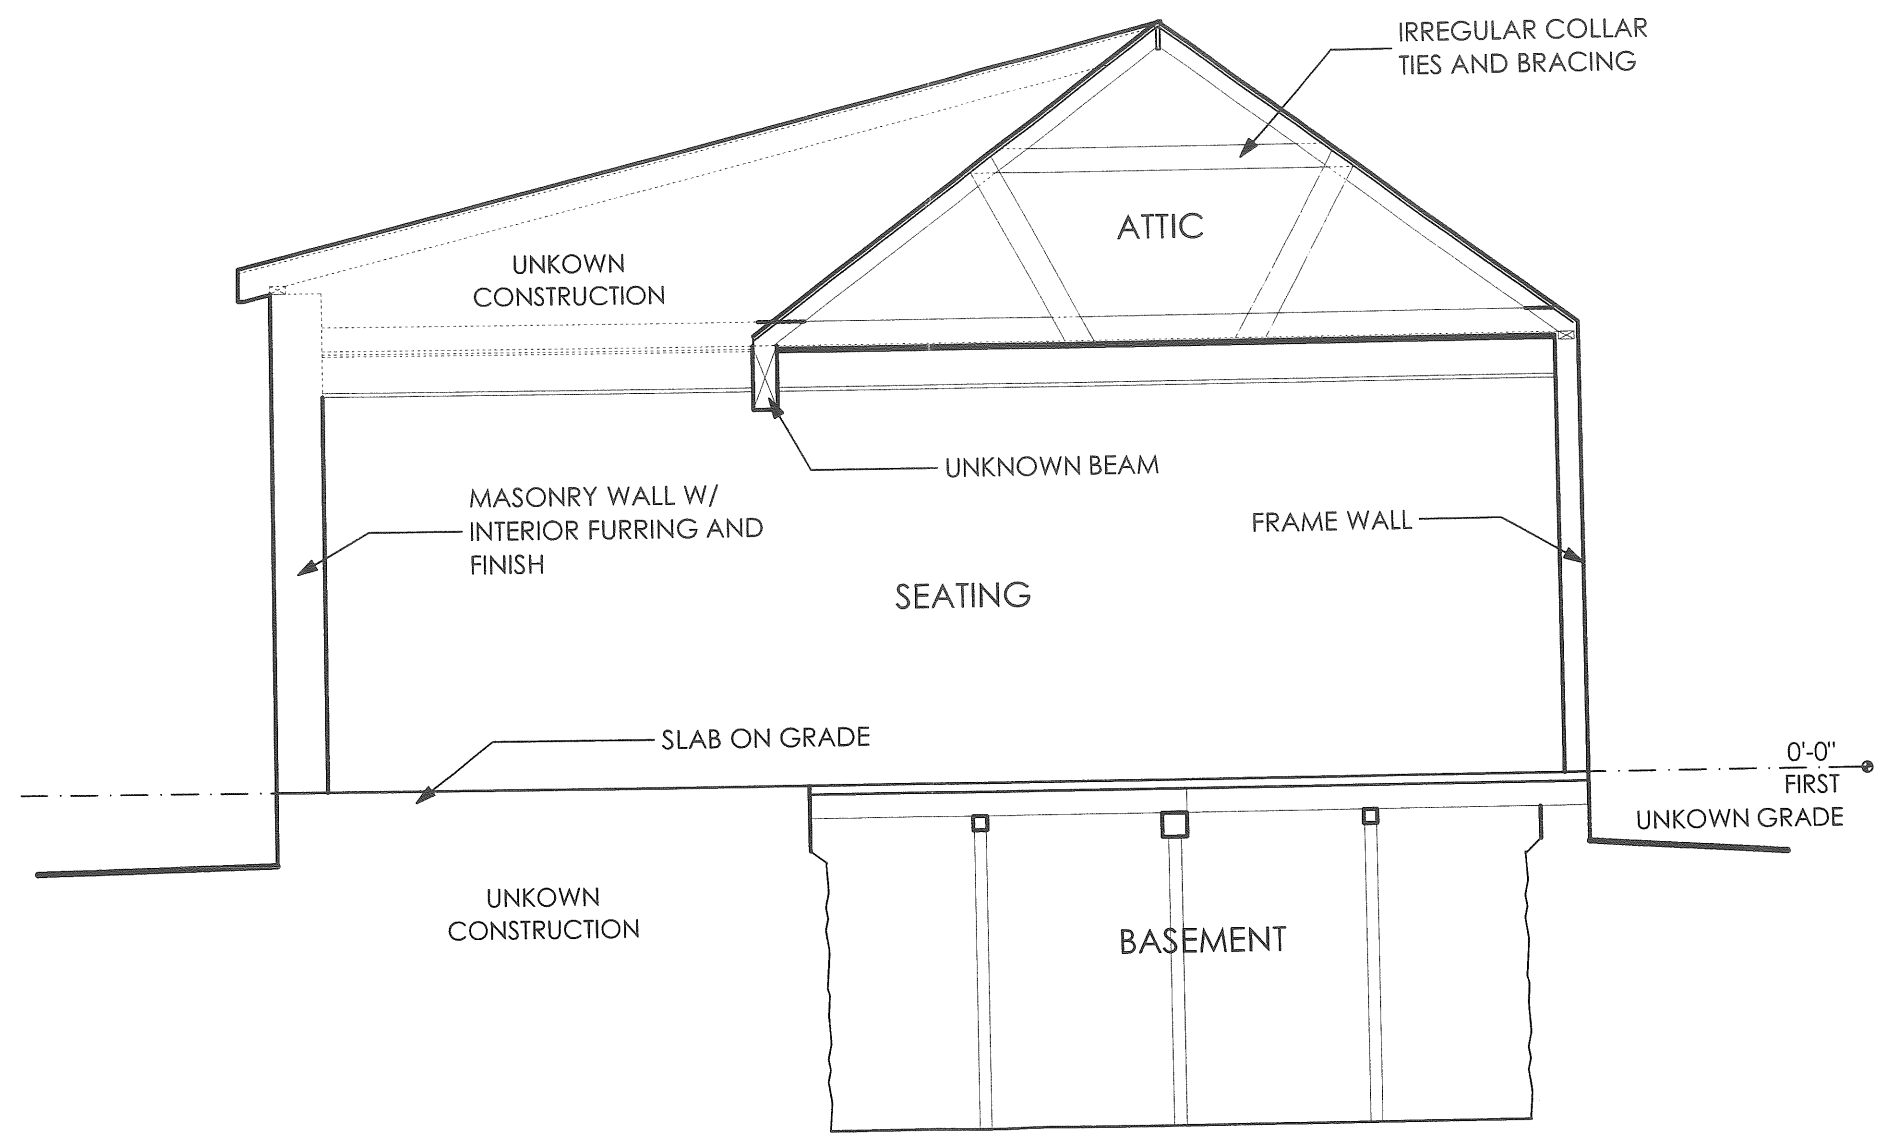 IRREGULAR COLLAR
TIES AND BRACING
ATTIC
UNKOWN
CONSTRUCTION
UNKNOWN BEAM
MASONRY WALL W/
INTERIOR FURRING AND
FINISH
FRAME WALL
SEATING
SLAB ON GRADE
0'-0"
FIRST
UNKOWN GRADE
UNKOWN
CONSTRUCTION
BASEMENT